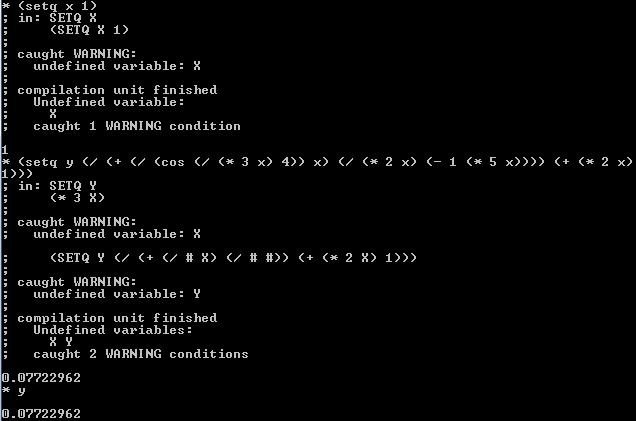 * (setq x 1)
; in: SETQ X
;     (SETQ X 1)
;
; caught WARNING:
;   undefined variable: X
;
; compilation unit finished
;   Undefined variable:
;     X
;   caught 1 WARNING condition

1
* (setq y (/ (+ (/ (cos (/ (* 3 x) 4)) x) (/ (* 2 x) (- 1 (* 5 x)))) (+ (* 2 x)
1)))
; in: SETQ Y
;     (* 3 X)
;
; caught WARNING:
;   undefined variable: X

;     (SETQ Y (/ (+ (/ # X) (/ # #)) (+ (* 2 X) 1)))
;
; caught WARNING:
;   undefined variable: Y
;
; compilation unit finished
;   Undefined variables:
;     X Y
;   caught 2 WARNING conditions

0.07722962
* y

0.07722962